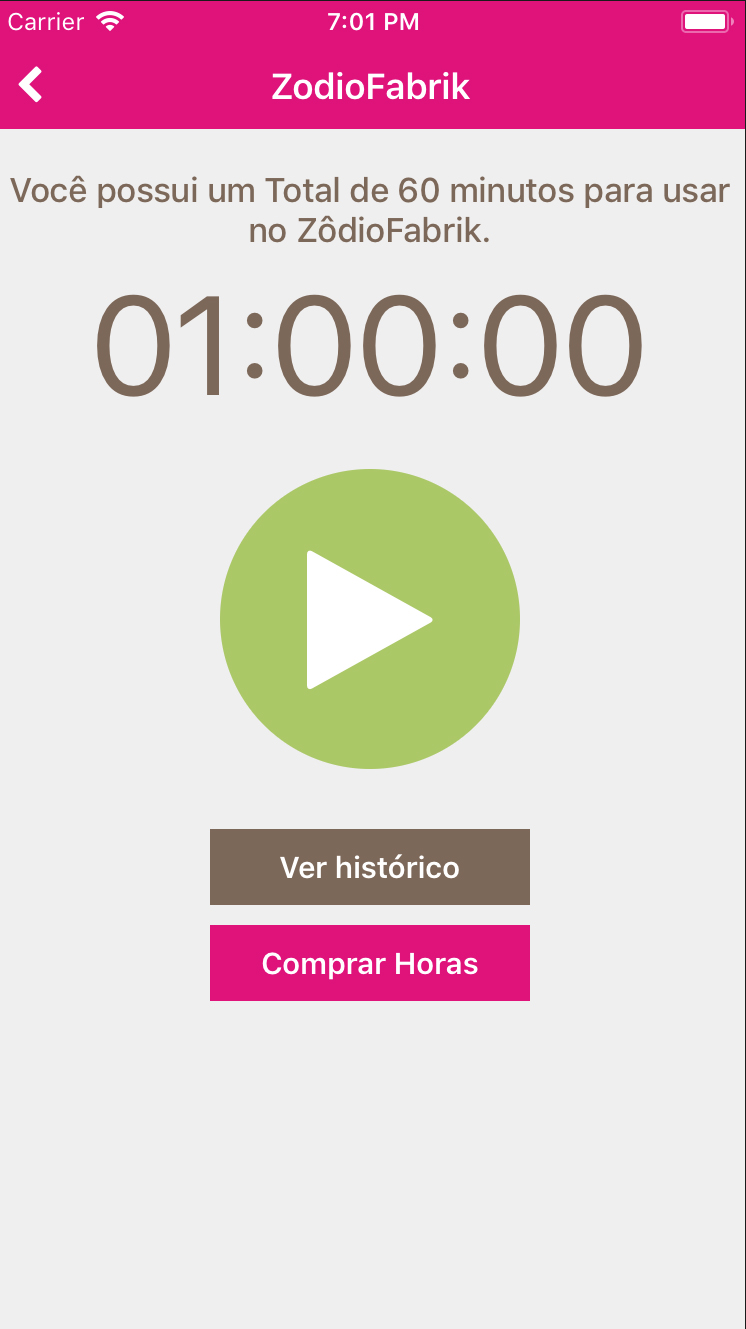 Carrier 7:01 PM
ZodioFabrik
Você possui um Total de 60 minutos para usar
no ZôdioFabrik.
01:00:00
Ver histórico
Comprar Horas